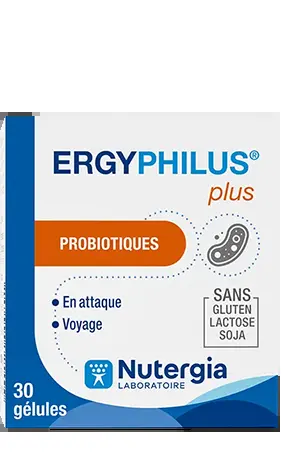 ERGYPHILUS®
plus
PROBIOTIQUES
• En attaque
• Voyage
SANS
GLUTEN
LACTOSE
SOJA
Nutergia
LABORATOIRE
30
gélules